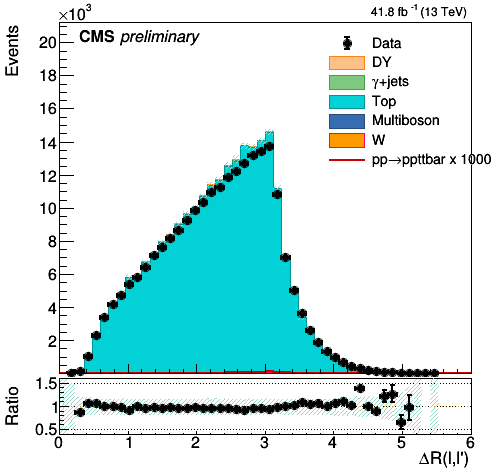 ×10³
41.8 fb⁻¹ (13 TeV)
CMS preliminary
Events
20
18
16
14
12
10
8
6
4
2
Data
DY
γ+jets
Top
Multiboson
W
pp→ppttbar x 1000
Ratio
1.5
1
0.5
0 1 2 3 4 5 6
ΔR(l,l')